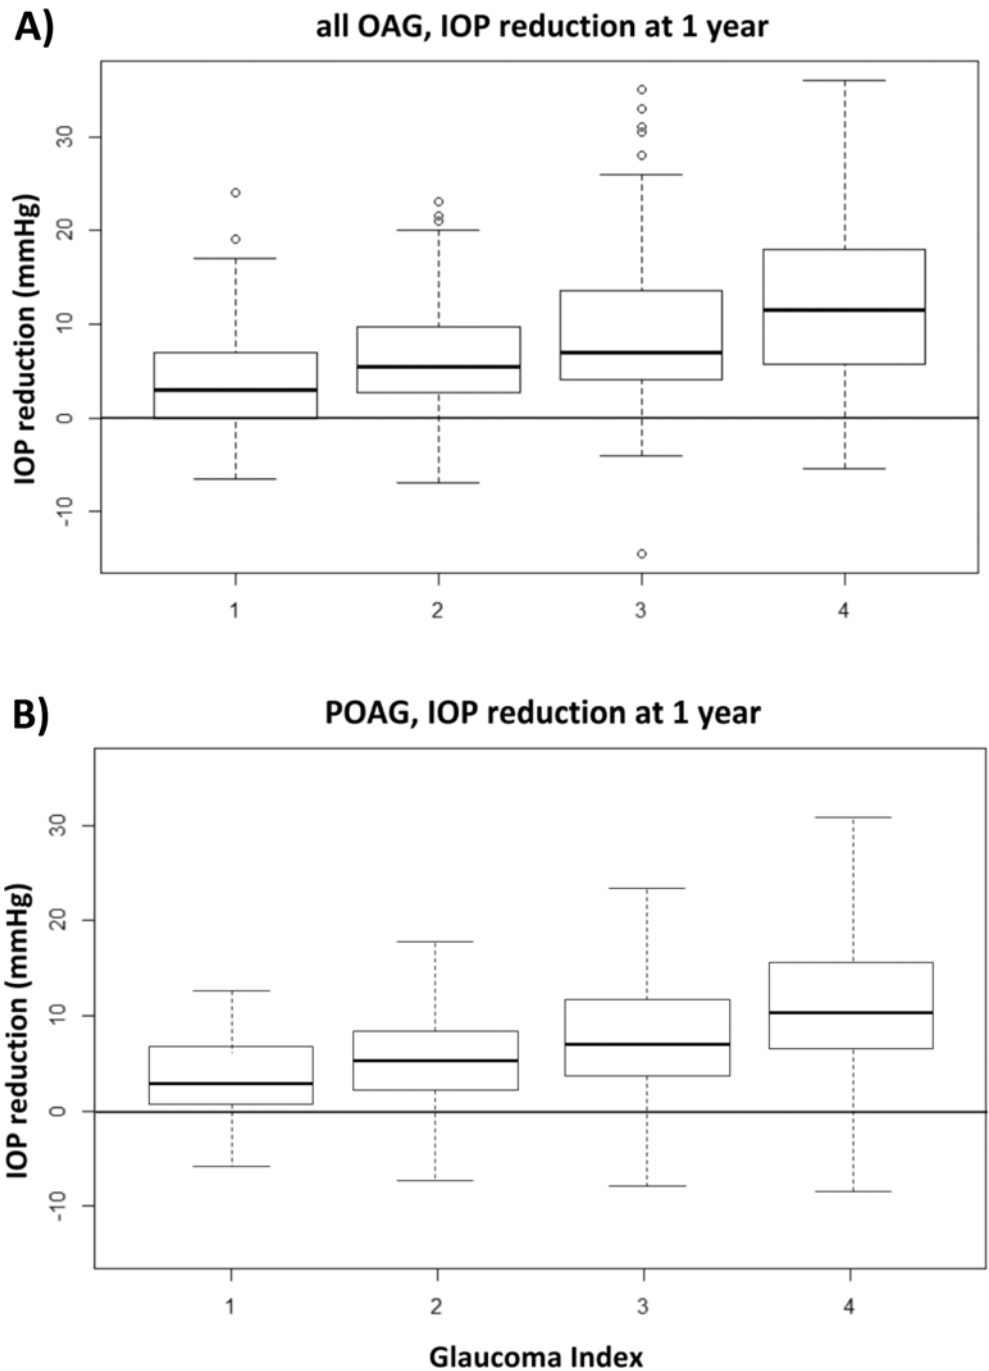 A)
all OAG, IOP reduction at 1 year
IOP reduction (mmHg)
30
20
10
0
-10
1 2 3 4
B)
POAG, IOP reduction at 1 year
IOP reduction (mmHg)
30
20
10
0
-10
1 2 3 4
Glaucoma Index